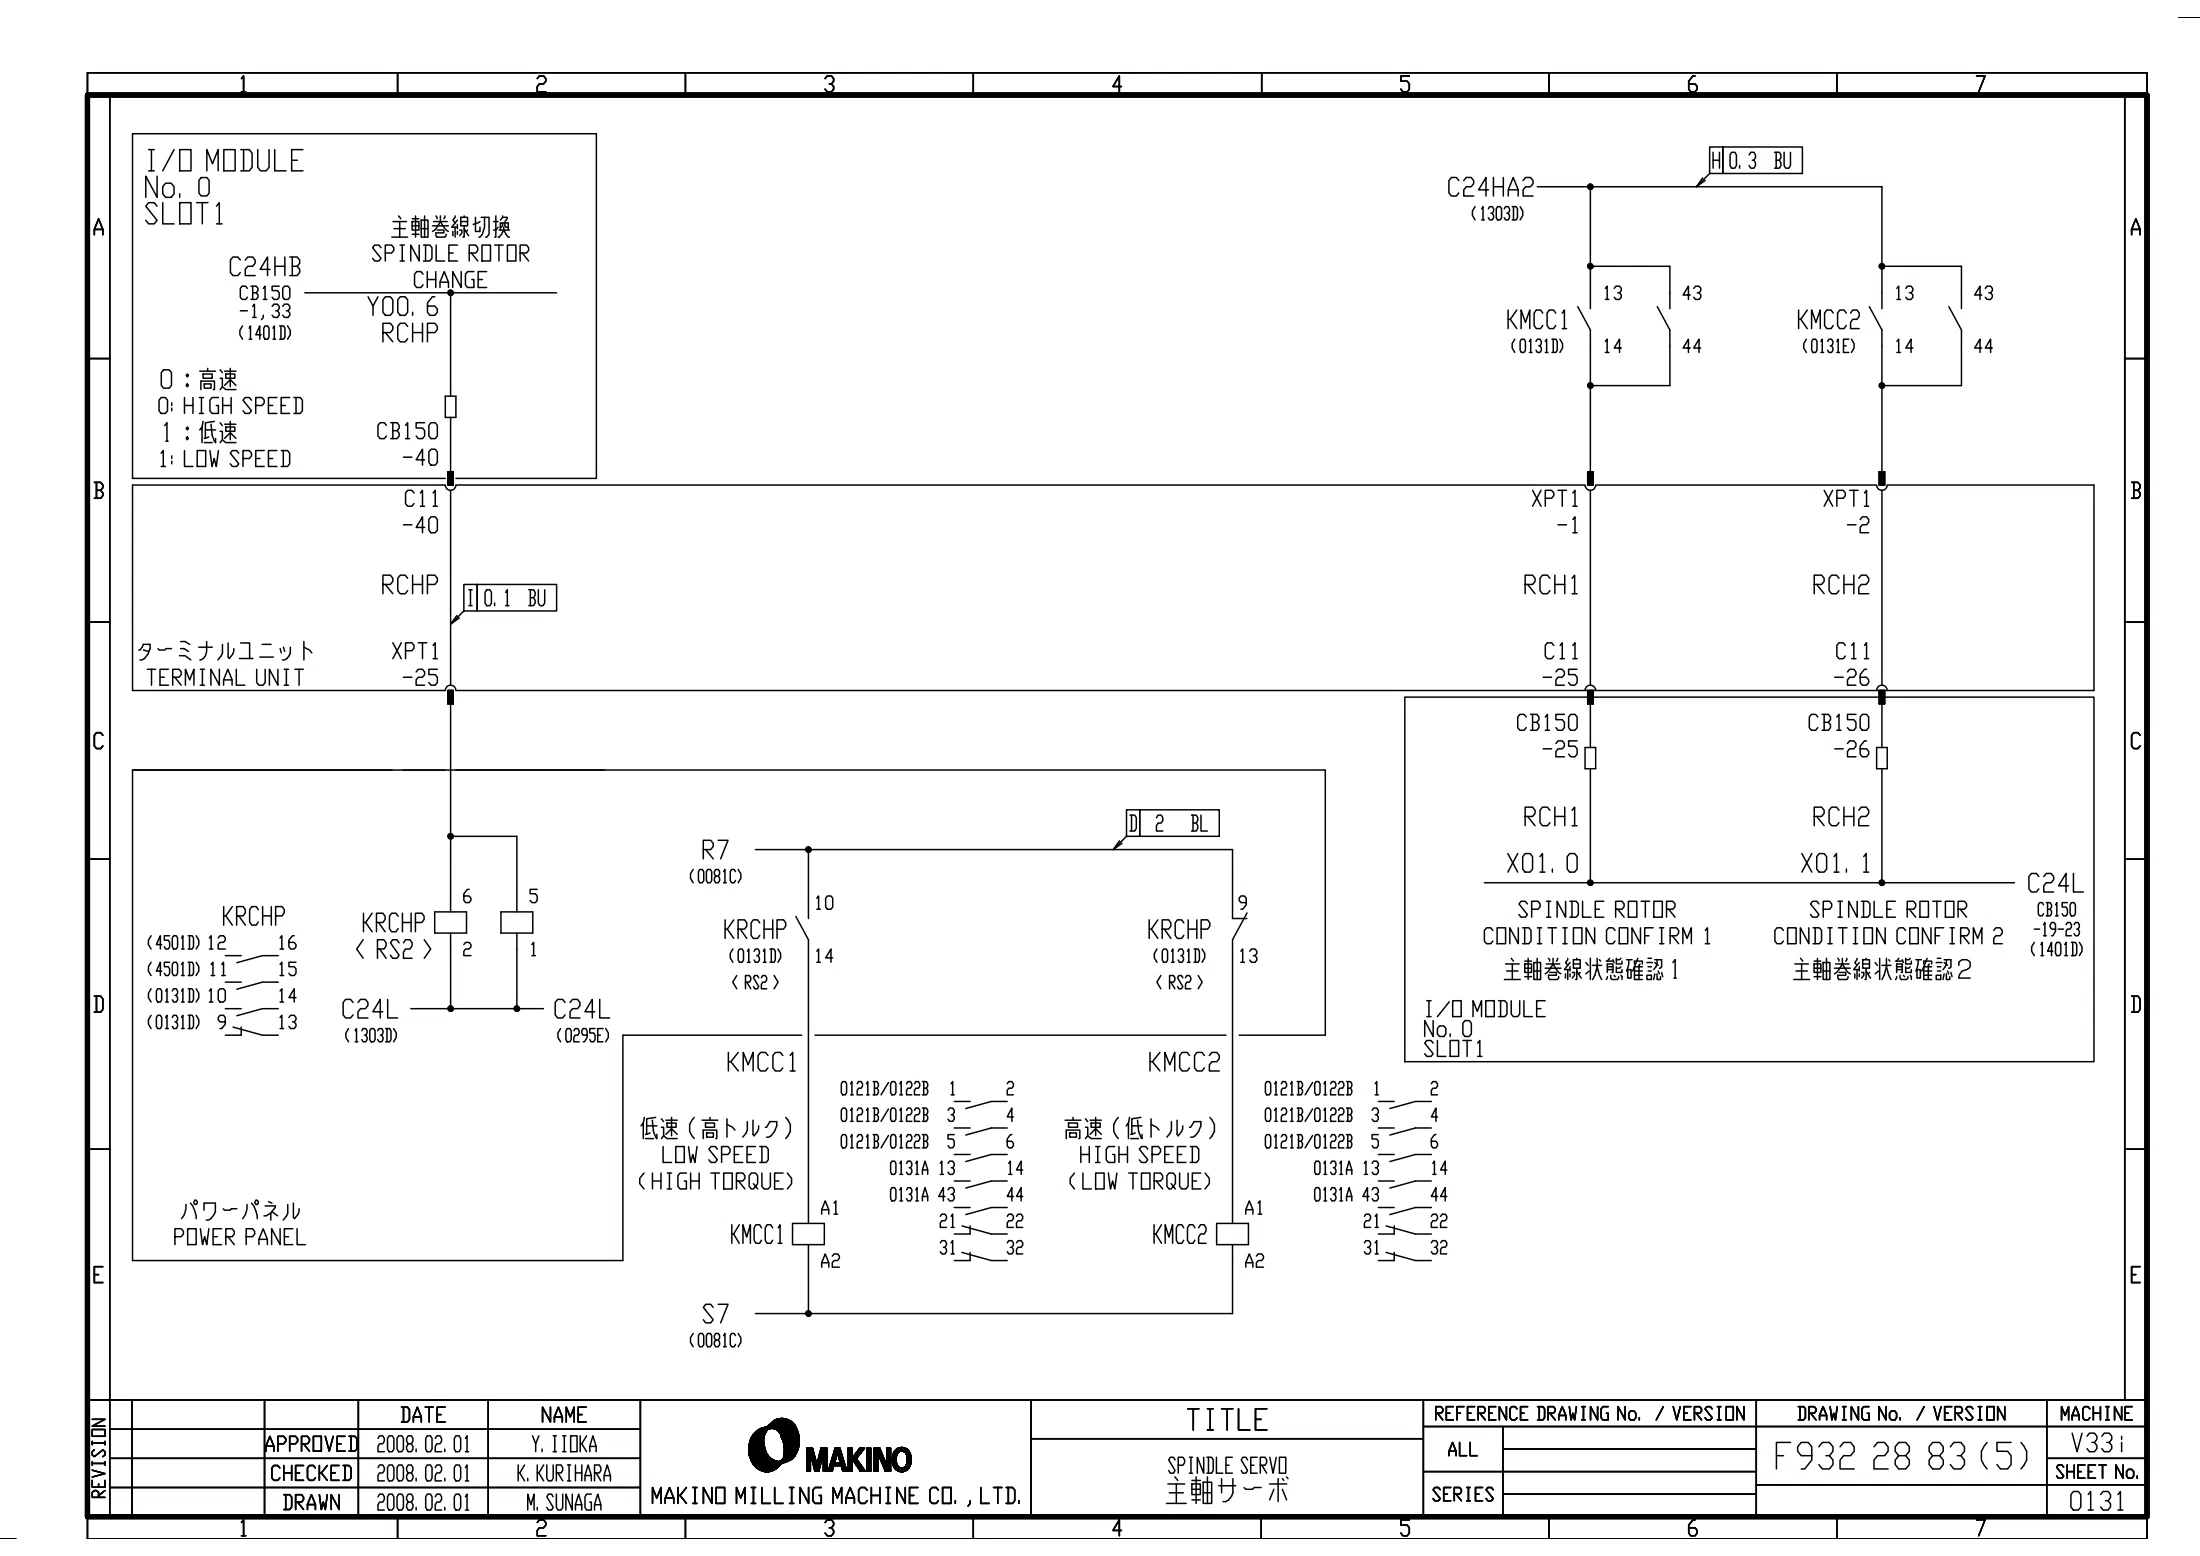 1 2 3 4 5 6 7
A
B
C
D
E
I/O MODULE
No. 0
SLOT1
主軸巻線切換
SPINDLE ROTOR
CHANGE
C24HB
CB150
-1,33
(1401D)
Y00. 6
RCHP
0：高速
0: HIGH SPEED
1：低速
1: LOW SPEED
CB150
-40
C11
-40
RCHP
I 0. 1 BU
ターミナルユニット
TERMINAL UNIT
XPT1
-25
C24HA2
(1303D)
H 0. 3 BU
KMCC1
(0131D)
13
14
43
44
KMCC2
(0131E)
13
14
43
44
XPT1
-1
RCH1
C11
-25
XPT1
-2
RCH2
C11
-26
CB150
-25
RCH1
X01. 0
CB150
-26
RCH2
X01. 1
C24L
CB150
-19-23
(1401D)
SPINDLE ROTOR
CONDITION CONFIRM 1
主軸巻線状態確認1
SPINDLE ROTOR
CONDITION CONFIRM 2
主軸巻線状態確認2
I/O MODULE
No. 0
SLOT1
KRCHP
(4501D) 12 16
(4501D) 11 15
(0131D) 10 14
(0131D) 9 13
KRCHP
< RS2 >
6
2
5
1
C24L
(1303D)
C24L
(0295E)
R7
(0081C)
D 2 BL
KRCHP
(0131D)
< RS2 >
10
14
KRCHP
(0131D)
< RS2 >
9
13
KMCC1
低速(高トルク)
LOW SPEED
(HIGH TORQUE)
0121B/0122B 1 2
0121B/0122B 3 4
0121B/0122B 5 6
0131A 13 14
0131A 43 44
21 22
31 32
KMCC1
A1
A2
KMCC2
高速(低トルク)
HIGH SPEED
(LOW TORQUE)
0121B/0122B 1 2
0121B/0122B 3 4
0121B/0122B 5 6
0131A 13 14
0131A 43 44
21 22
31 32
KMCC2
A1
A2
S7
(0081C)
パワーパネル
POWER PANEL
A
B
C
D
E
REVISION
DATE NAME
APPROVED 2008. 02. 01 Y. IIOKA
CHECKED 2008. 02. 01 K. KURIHARA
DRAWN 2008. 02. 01 M. SUNAGA
MAKINO
MAKINO MILLING MACHINE CO. , LTD.
TITLE
SPINDLE SERVO
主軸サーボ
REFERENCE DRAWING No. / VERSION
ALL
SERIES
DRAWING No. / VERSION
F932 28 83 (5)
MACHINE
V33i
SHEET No.
0131
1 2 3 4 5 6 7